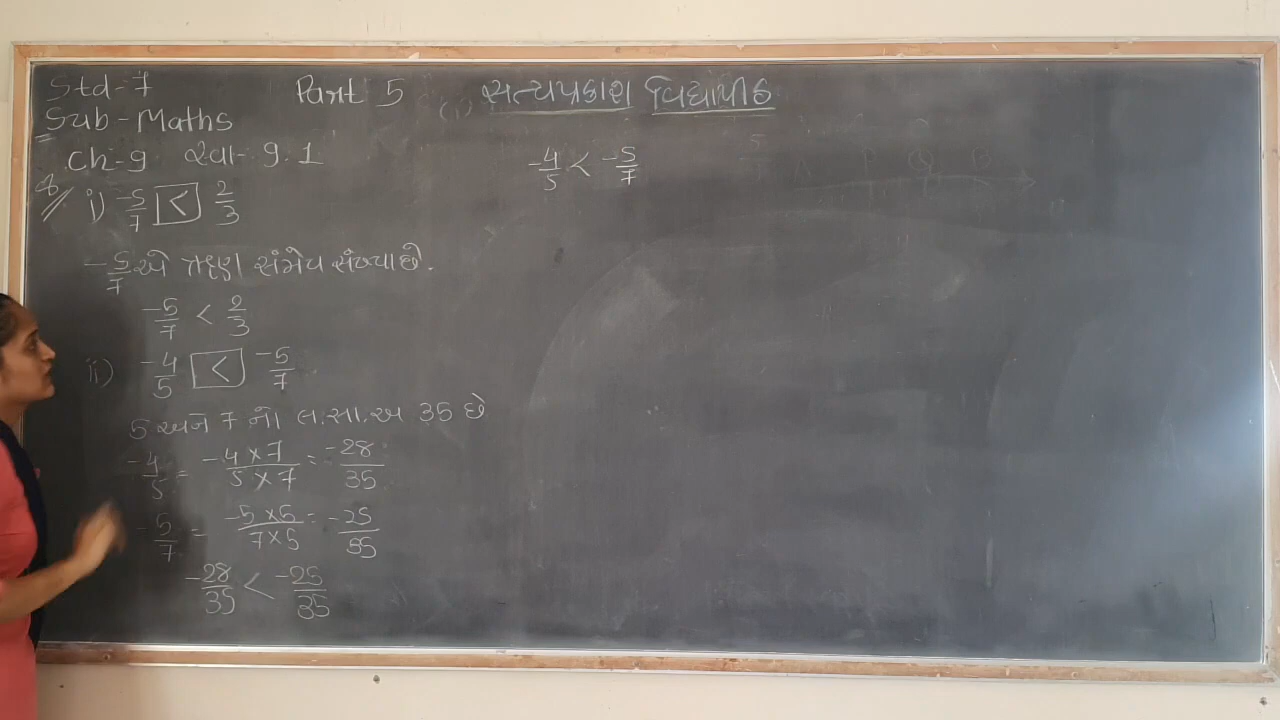 Std-7
Sub-Maths
Ch-9 સ્વા-9.1
Part 5
સત્યપ્રકાશ વિદ્યાપીઠ
8/ i) -5/7 < 2/3
-5/7 એ ઋણ સંમેય સંખ્યા છે.
-5/7 < 2/3
ii) -4/5 < -5/7
5 અને 7 નો લ.સા.અ 35 છે
-4/5 = -4×7/5×7 = -28/35
-5/7 = -5×5/7×5 = -25/35
-28/35 < -25/35
-4/5 < -5/7